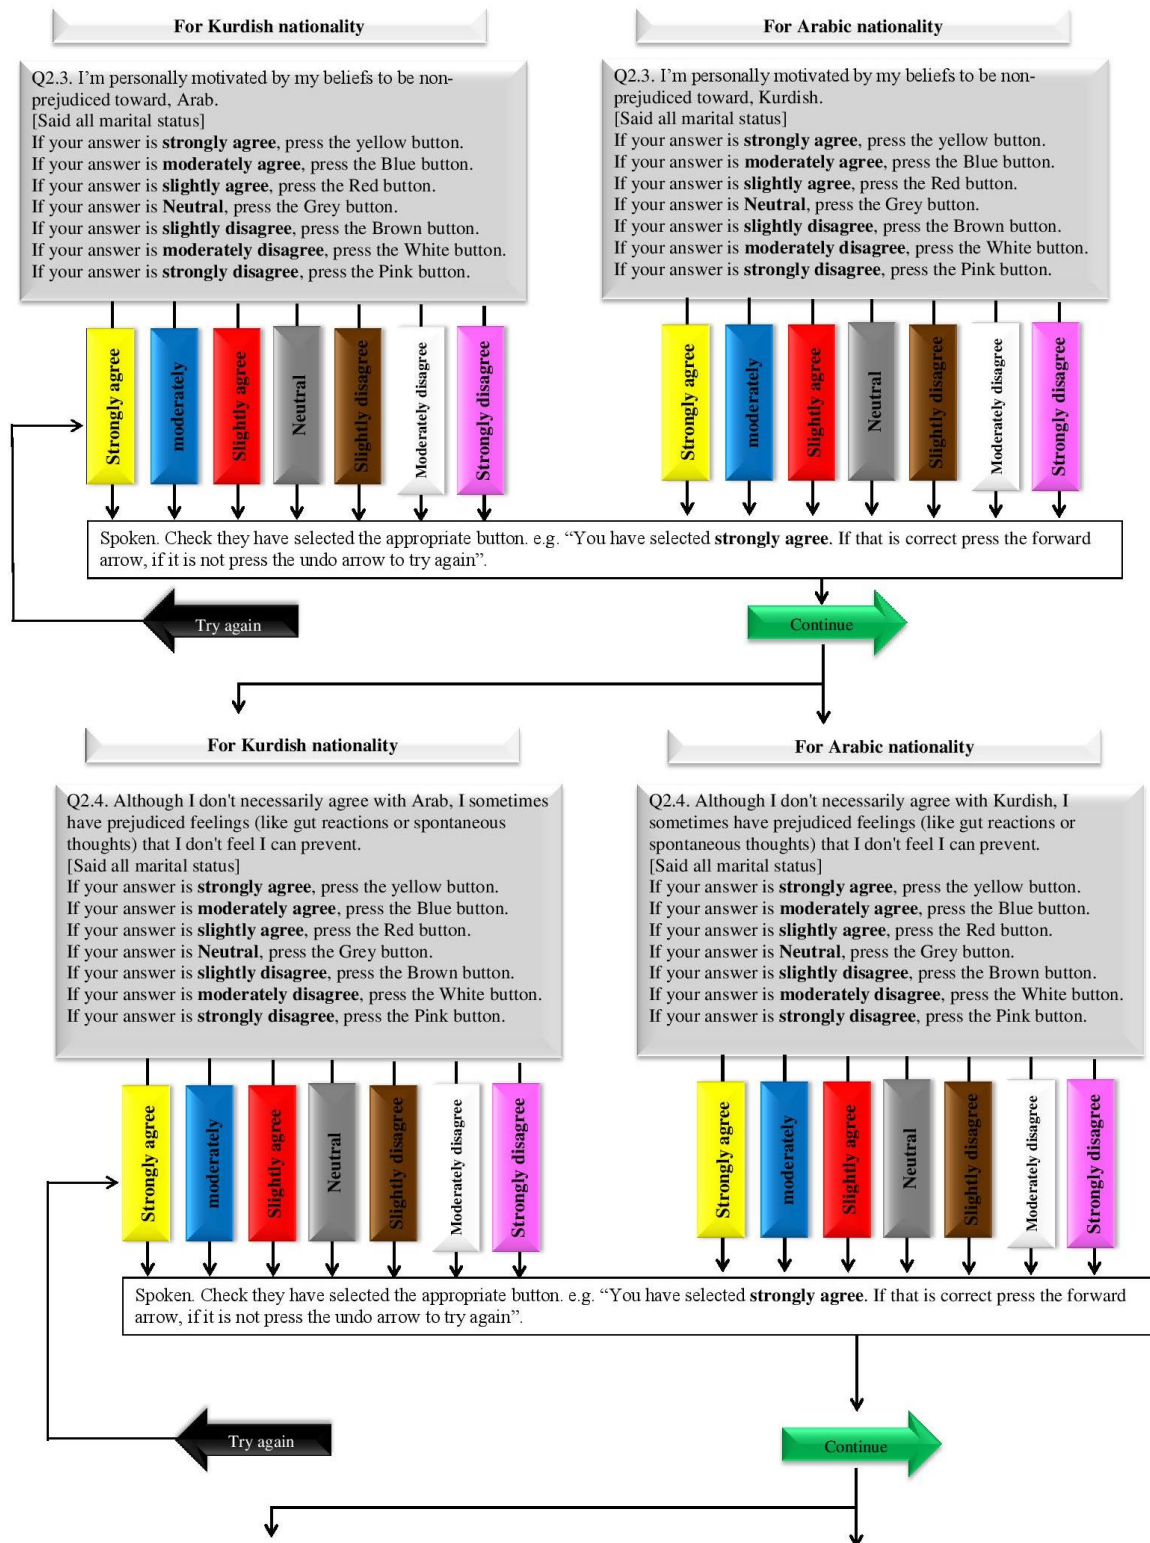 For Kurdish nationality
Q2.3. I'm personally motivated by my beliefs to be non-
prejudiced toward, Arab.
[Said all marital status]
If your answer is strongly agree, press the yellow button.
If your answer is moderately agree, press the Blue button.
If your answer is slightly agree, press the Red button.
If your answer is Neutral, press the Grey button.
If your answer is slightly disagree, press the Brown button.
If your answer is moderately disagree, press the White button.
If your answer is strongly disagree, press the Pink button.
Strongly agree
moderately
Slightly agree
Neutral
Slightly disagree
Moderately disagree
Strongly disagree
For Arabic nationality
Q2.3. I'm personally motivated by my beliefs to be non-
prejudiced toward, Kurdish.
[Said all marital status]
If your answer is strongly agree, press the yellow button.
If your answer is moderately agree, press the Blue button.
If your answer is slightly agree, press the Red button.
If your answer is Neutral, press the Grey button.
If your answer is slightly disagree, press the Brown button.
If your answer is moderately disagree, press the White button.
If your answer is strongly disagree, press the Pink button.
Strongly agree
moderately
Slightly agree
Neutral
Slightly disagree
Moderately disagree
Strongly disagree
Spoken. Check they have selected the appropriate button. e.g. “You have selected strongly agree. If that is correct press the forward
arrow, if it is not press the undo arrow to try again”.
Try again
Continue
For Kurdish nationality
Q2.4. Although I don't necessarily agree with Arab, I sometimes
have prejudiced feelings (like gut reactions or spontaneous
thoughts) that I don't feel I can prevent.
[Said all marital status]
If your answer is strongly agree, press the yellow button.
If your answer is moderately agree, press the Blue button.
If your answer is slightly agree, press the Red button.
If your answer is Neutral, press the Grey button.
If your answer is slightly disagree, press the Brown button.
If your answer is moderately disagree, press the White button.
If your answer is strongly disagree, press the Pink button.
Strongly agree
moderately
Slightly agree
Neutral
Slightly disagree
Moderately disagree
Strongly disagree
For Arabic nationality
Q2.4. Although I don't necessarily agree with Kurdish, I
sometimes have prejudiced feelings (like gut reactions or
spontaneous thoughts) that I don't feel I can prevent.
[Said all marital status]
If your answer is strongly agree, press the yellow button.
If your answer is moderately agree, press the Blue button.
If your answer is slightly agree, press the Red button.
If your answer is Neutral, press the Grey button.
If your answer is slightly disagree, press the Brown button.
If your answer is moderately disagree, press the White button.
If your answer is strongly disagree, press the Pink button.
Strongly agree
moderately
Slightly agree
Neutral
Slightly disagree
Moderately disagree
Strongly disagree
Spoken. Check they have selected the appropriate button. e.g. “You have selected strongly agree. If that is correct press the forward
arrow, if it is not press the undo arrow to try again”.
Try again
Continue